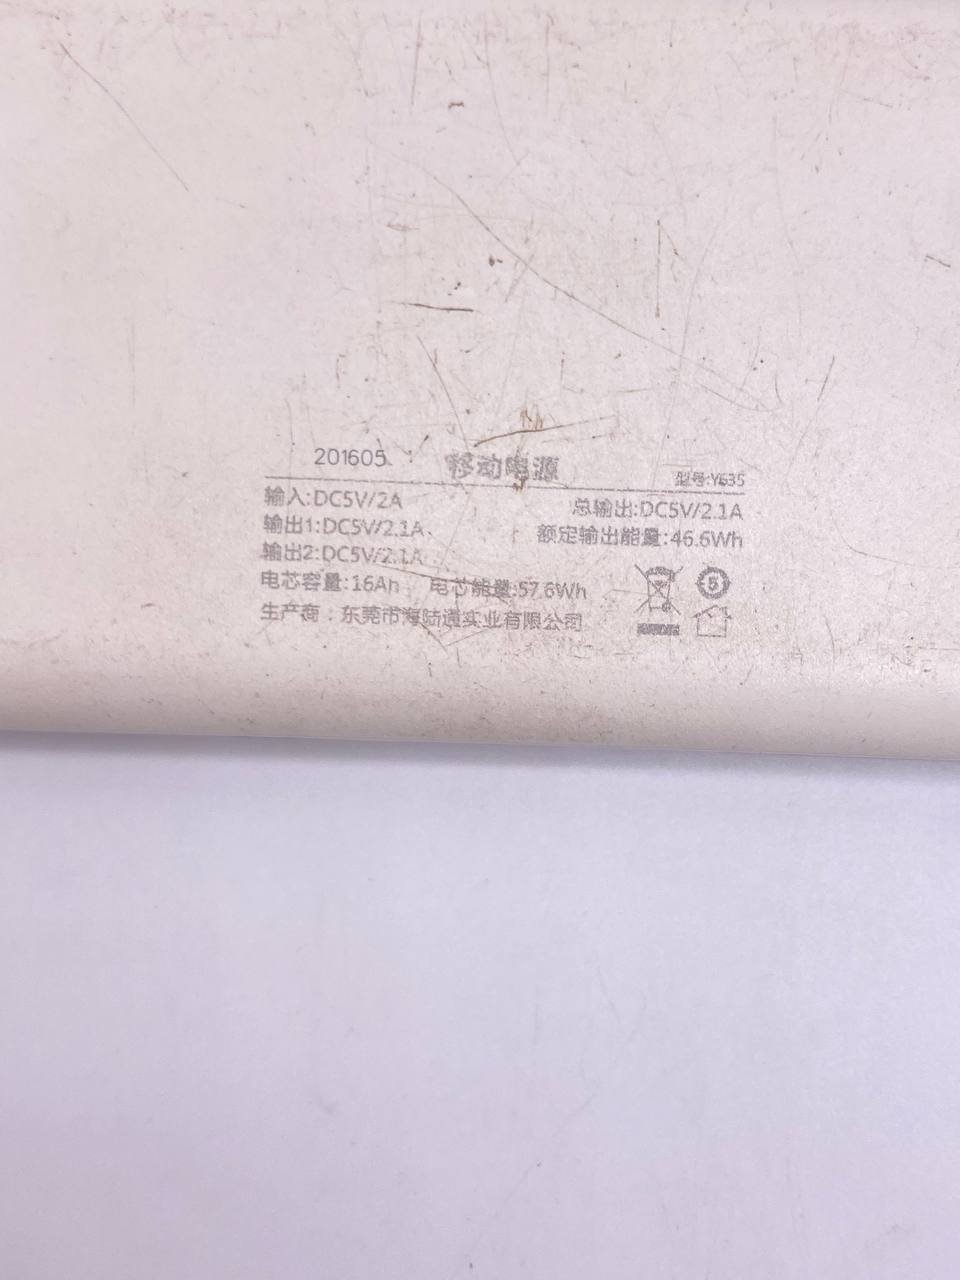 201605
移动电源
型号:Y635
输入:DC5V/2A
总输出:DC5V/2.1A
输出1:DC5V/2.1A
额定输出能量:46.6Wh
输出2:DC5V/2.1A
电芯容量:16Ah 电芯能量:57.6Wh
5
生产商：东莞市海陆通实业有限公司